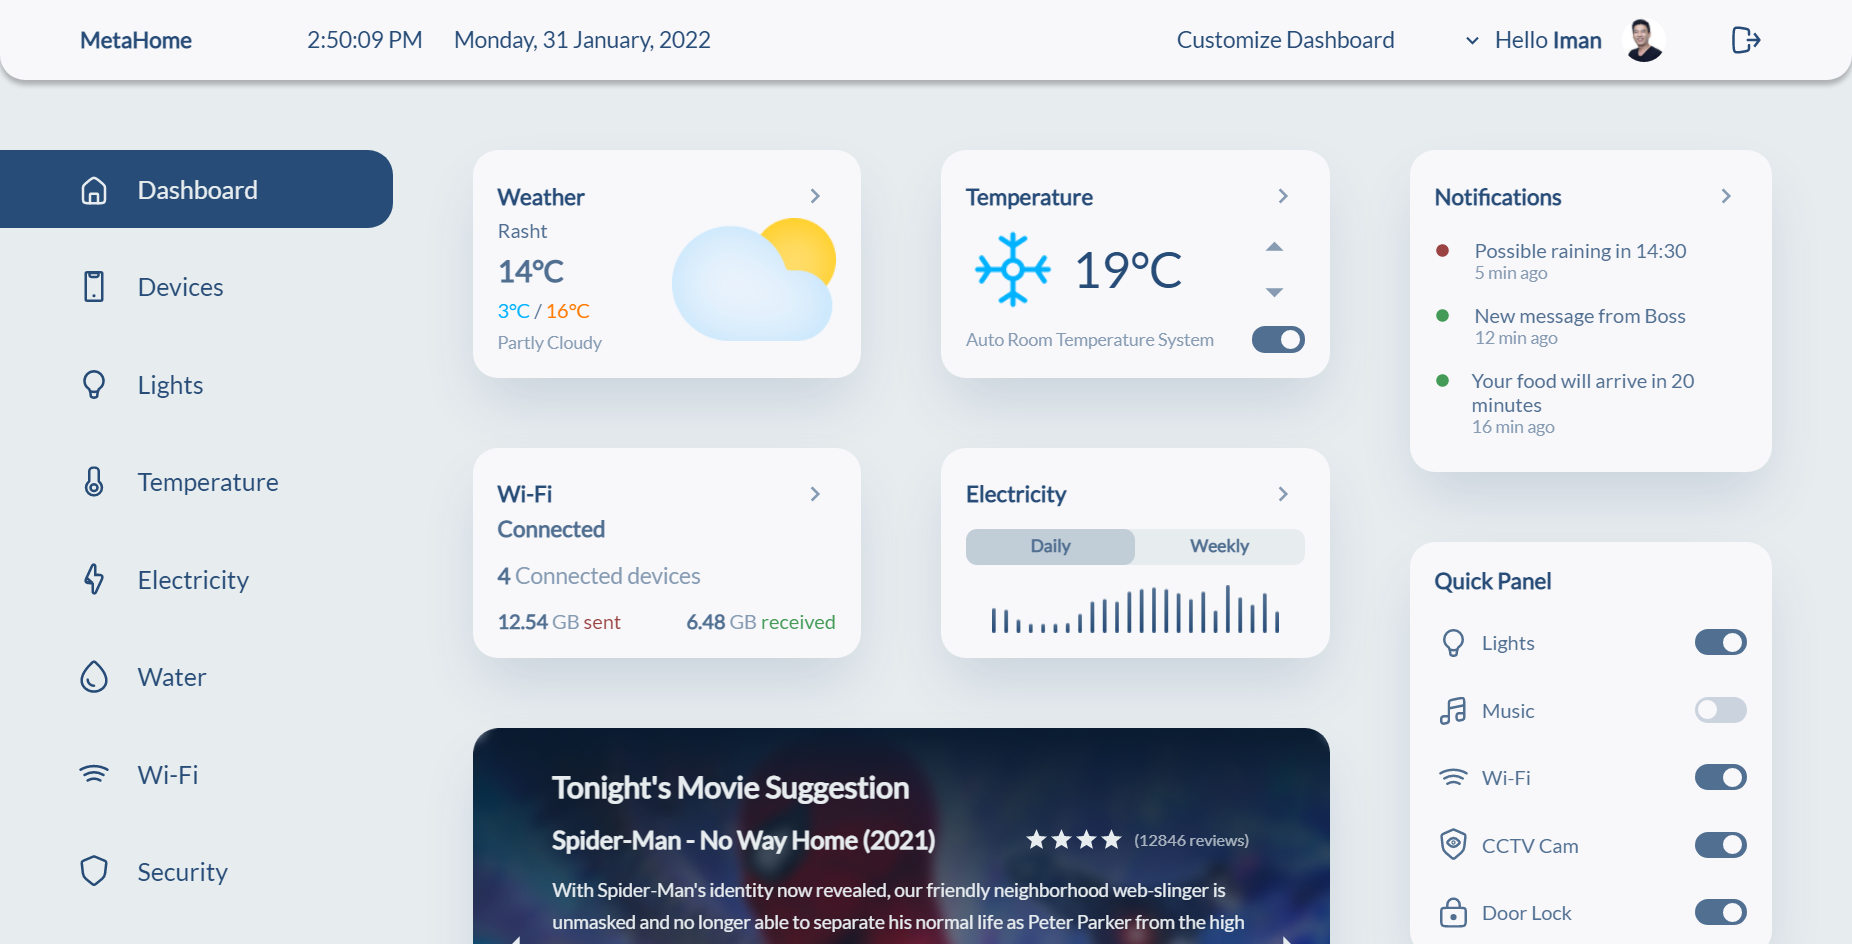 MetaHome
2:50:09 PM
Monday, 31 January, 2022
Customize Dashboard
Hello Iman
Dashboard
Devices
Lights
Temperature
Electricity
Water
Wi-Fi
Security
Weather
Rasht
14°C
3°C / 16°C
Partly Cloudy
Temperature
19°C
Auto Room Temperature System
Notifications
Possible raining in 14:30
5 min ago
New message from Boss
12 min ago
Your food will arrive in 20
minutes
16 min ago
Wi-Fi
Connected
4 Connected devices
12.54 GB sent
6.48 GB received
Electricity
Daily
Weekly
Quick Panel
Lights
Music
Wi-Fi
CCTV Cam
Door Lock
Tonight's Movie Suggestion
Spider-Man - No Way Home (2021)
(12846 reviews)
With Spider-Man's identity now revealed, our friendly neighborhood web-slinger is
unmasked and no longer able to separate his normal life as Peter Parker from the high